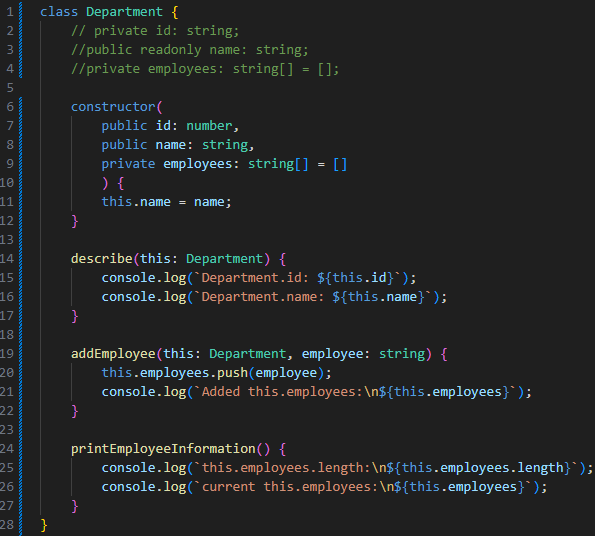 1 class Department {
2 // private id: string;
3 //public readonly name: string;
4 //private employees: string[] = [];
5
6 constructor(
7 public id: number,
8 public name: string,
9 private employees: string[] = []
10 ) {
11 this.name = name;
12 }
13
14 describe(this: Department) {
15 console.log(`Department.id: ${this.id}`);
16 console.log(`Department.name: ${this.name}`);
17 }
18
19 addEmployee(this: Department, employee: string) {
20 this.employees.push(employee);
21 console.log(`Added this.employees:\n${this.employees}`);
22 }
23
24 printEmployeeInformation() {
25 console.log(`this.employees.length:\n${this.employees.length}`);
26 console.log(`current this.employees:\n${this.employees}`);
27 }
28 }